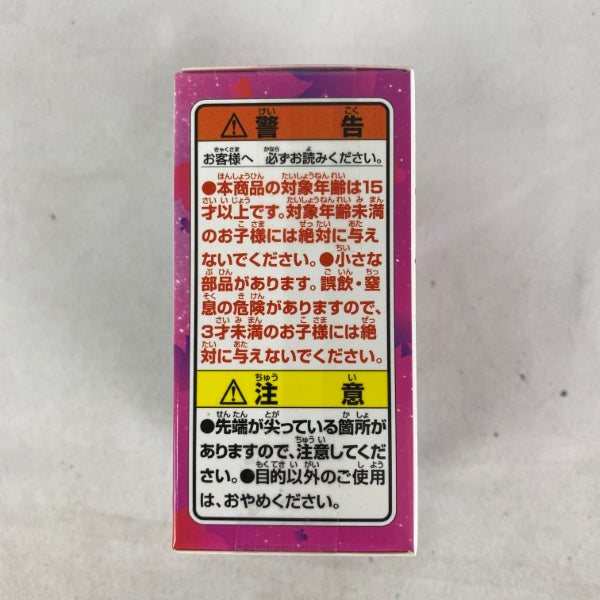 警告
お客様へ 必ずお読みください。
●本商品の対象年齢は15
才以上です。対象年齢未満
のお子様には絶対に与え
ないでください。●小さな
部品があります。誤飲・窒
息の危険がありますので、
3才未満のお子様には絶
対に与えないでください。
注意
●先端が尖っている箇所が
ありますので、注意してくだ
さい。●目的以外のご使用
は、おやめください。